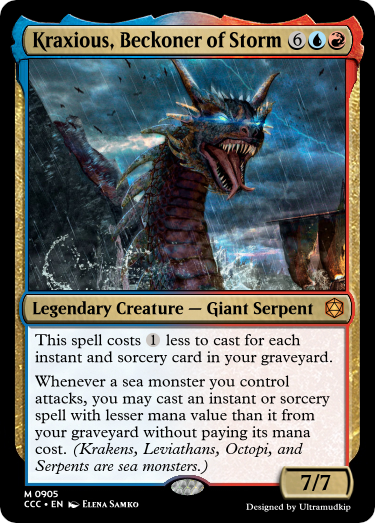 Kraxious, Beckoner of Storm 6
Legendary Creature — Giant Serpent
This spell costs 1 less to cast for each
instant and sorcery card in your graveyard.
Whenever a sea monster you control
attacks, you may cast an instant or sorcery
spell with lesser mana value than it from
your graveyard without paying its mana
cost. (Krakens, Leviathans, Octopi, and
Serpents are sea monsters.)
7/7
M 0905
CCC • EN Elena Samko
Designed by Ultramudkip